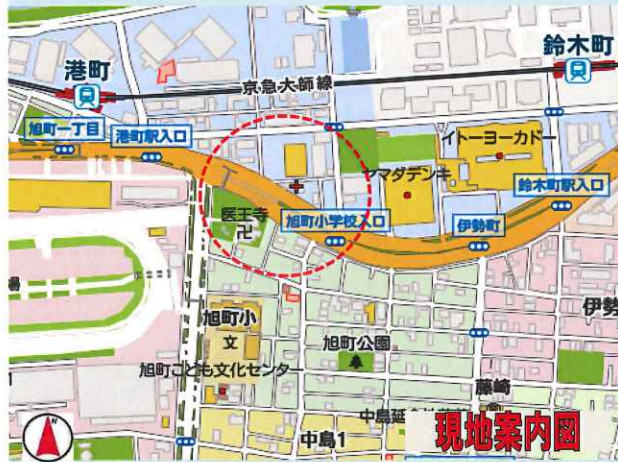 鈴木町
港町
京急大師線
旭町一丁目
港町駅入口
イトーヨーカドー
ヤマダデンキ
鈴木町駅入口
医王寺
卍
旭町小学校入口
伊勢町
場
伊勢
旭町小
文
旭町公園
旭町こども文化センター
藤崎
中島
中島1
現地案内図